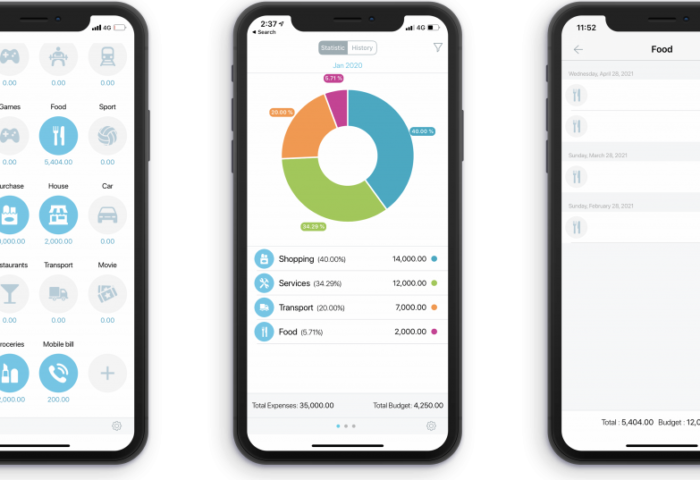 4G
0.00 0.00 0.00
Games Food Sport
0.00 5,404.00 0.00
urchase House Car
,000.00 2,000.00 0.00
staurants Transport Movie
0.00 0.00 0.00
roceries Mobile bill
,000.00 200.00
2:37 4G
Search
Statistic History
Jan 2020
5.71 %
20.00 %
40.00 %
34.29 %
Shopping (40.00%) 14,000.00
Services (34.29%) 12,000.00
Transport (20.00%) 7,000.00
Food (5.71%) 2,000.00
Total Expenses: 35,000.00 Total Budget: 4,250.00
11:52
Food
Wednesday, April 28, 2021
Sunday, March 28, 2021
Sunday, February 28, 2021
Total : 5,404.00 Budget : 12,0